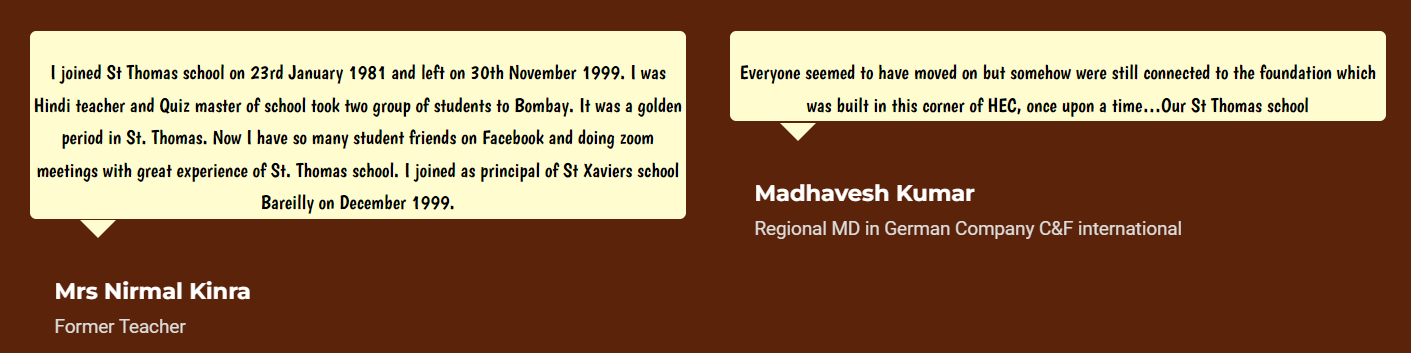 I joined St Thomas school on 23rd January 1981 and left on 30th November 1999. I was
Hindi teacher and Quiz master of school took two group of students to Bombay. It was a golden
period in St. Thomas. Now I have so many student friends on Facebook and doing zoom
meetings with great experience of St. Thomas school. I joined as principal of St Xaviers school
Bareilly on December 1999.
Mrs Nirmal Kinra
Former Teacher
Everyone seemed to have moved on but somehow were still connected to the foundation which
was built in this corner of HEC, once upon a time...Our St Thomas school
Madhavesh Kumar
Regional MD in German Company C&F international